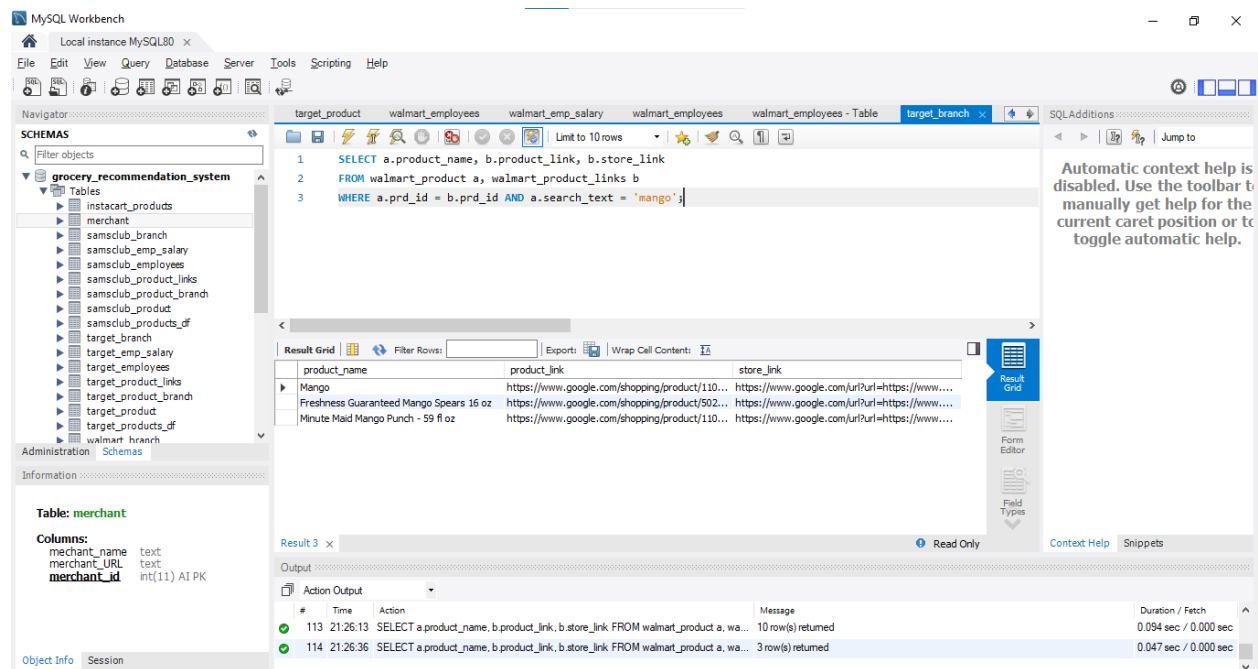 MySQL Workbench
Local instance MySQL80
File Edit View Query Database Server Tools Scripting Help
Navigator
SCHEMAS
Filter objects
grocery_recommendation_system
Tables
instacart_products
merchant
samsclub_branch
samsclub_emp_salary
samsclub_employees
samsclub_product_links
samsclub_product_branch
samsclub_product
samsclub_products_df
target_branch
target_emp_salary
target_employees
target_product_links
target_product_branch
target_product
target_products_df
walmart_branch
Administration Schemas
Information
Table: merchant
Columns:
mechant_name text
merchant_URL text
merchant_id int(11) AI PK
Object Info Session
target_product walmart_employees walmart_emp_salary walmart_employees walmart_employees - Table target_branch
Limit to 10 rows
1 SELECT a.product_name, b.product_link, b.store_link
2 FROM walmart_product a, walmart_product_links b
3 WHERE a.prd_id = b.prd_id AND a.search_text = 'mango';
Result Grid Filter Rows: Export: Wrap Cell Content:
product_name product_link store_link
Mango https://www.google.com/shopping/product/110... https://www.google.com/url?url=https://www....
Freshness Guaranteed Mango Spears 16 oz https://www.google.com/shopping/product/502... https://www.google.com/url?url=https://www....
Minute Maid Mango Punch - 59 fl oz https://www.google.com/shopping/product/110... https://www.google.com/url?url=https://www....
Result
Grid
Form
Editor
Field
Types
Result 3 Read Only
Output
Action Output
# Time Action Message Duration / Fetch
113 21:26:13 SELECT a.product_name, b.product_link, b.store_link FROM walmart_product a, wa... 10 row(s) returned 0.094 sec / 0.000 sec
114 21:26:36 SELECT a.product_name, b.product_link, b.store_link FROM walmart_product a, wa... 3 row(s) returned 0.047 sec / 0.000 sec
SQLAdditions
Jump to
Automatic context help is
disabled. Use the toolbar to
manually get help for the
current caret position or to
toggle automatic help.
Context Help Snippets